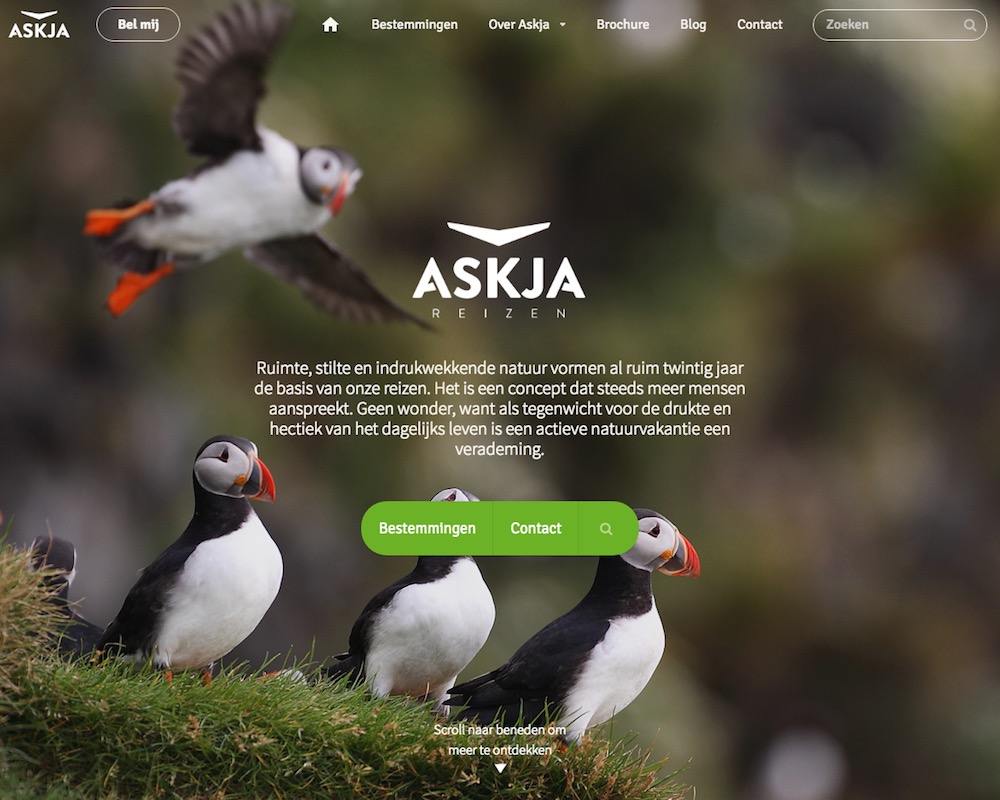 ASKJA
Bel mij
Bestemmingen
Over Askja
Brochure
Blog
Contact
Zoeken
ASKJA
REIZEN
Ruimte, stilte en indrukwekkende natuur vormen al ruim twintig jaar
de basis van onze reizen. Het is een concept dat steeds meer mensen
aanspreekt. Geen wonder, want als tegenwicht voor de drukte en
hectiek van het dagelijks leven is een actieve natuurvakantie een
verademing.
Bestemmingen
Contact
Scroll naar beneden om
meer te ontdekken